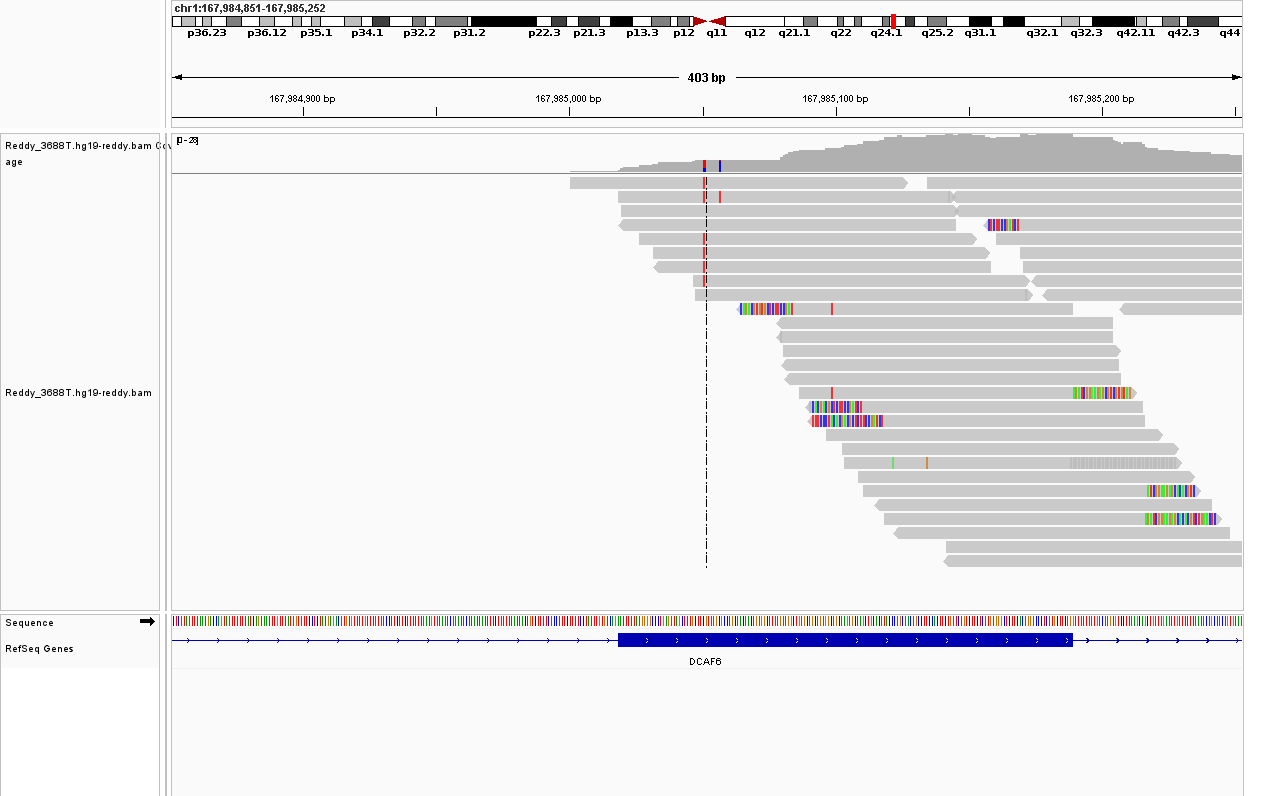 chr1:167,984,851-167,985,252
p36.23 p36.12 p35.1 p34.1 p32.2 p31.2 p22.3 p21.3 p13.3 p12 q11 q12 q21.1 q22 q24.1 q25.2 q31.1 q32.1 q32.3 q42.11 q42.3 q44
403 bp
167,984,900 bp 167,985,000 bp 167,985,100 bp 167,985,200 bp
Reddy_3688T.hg19-reddy.bam Cov
age
[0-28]
Reddy_3688T.hg19-reddy.bam
Sequence
RefSeq Genes
DCAF6